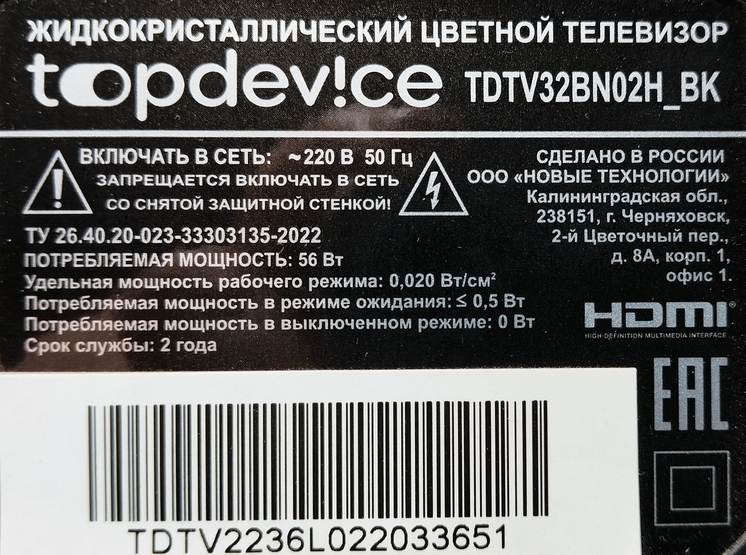 ЖИДКОКРИСТАЛЛИЧЕСКИЙ ЦВЕТНОЙ ТЕЛЕВИЗОР
topdev!ce TDTV32BN02H_BK
ВКЛЮЧАТЬ В СЕТЬ: ~220 В 50 Гц
ЗАПРЕЩАЕТСЯ ВКЛЮЧАТЬ В СЕТЬ
СО СНЯТОЙ ЗАЩИТНОЙ СТЕНКОЙ!
СДЕЛАНО В РОССИИ
ООО «НОВЫЕ ТЕХНОЛОГИИ»
Калининградская обл.,
238151, г. Черняховск,
2-й Цветочный пер.,
д. 8А, корп. 1,
офис 1.
ТУ 26.40.20-023-33303135-2022
ПОТРЕБЛЯЕМАЯ МОЩНОСТЬ: 56 Вт
Удельная мощность рабочего режима: 0,020 Вт/см²
Потребляемая мощность в режиме ожидания: ≤ 0,5 Вт
Потребляемая мощность в выключенном режиме: 0 Вт
Срок службы: 2 года
HDMI
HIGH-DEFINITION MULTIMEDIA INTERFACE
EAC
TDTV2236L022033651